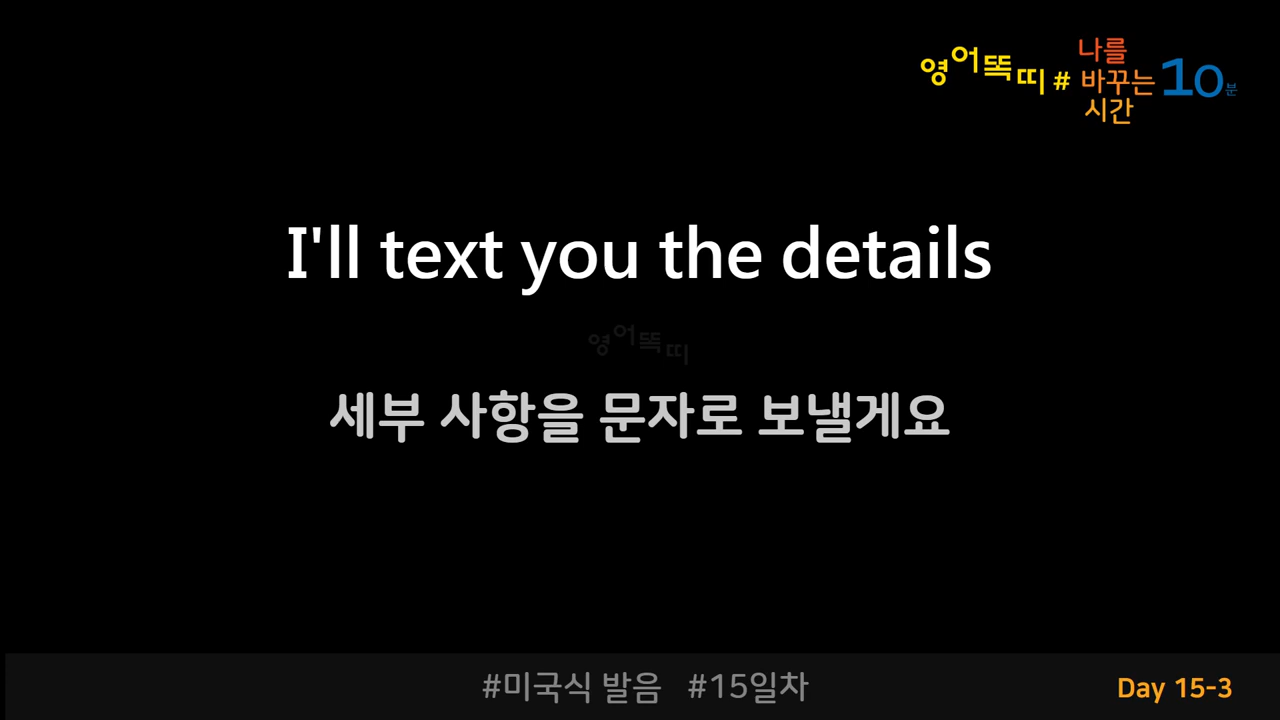 나를
영어똑띠 # 바꾸는 10분
시간
I'll text you the details
영어똑띠
세부 사항을 문자로 보낼게요
#미국식 발음 #15일차
Day 15-3